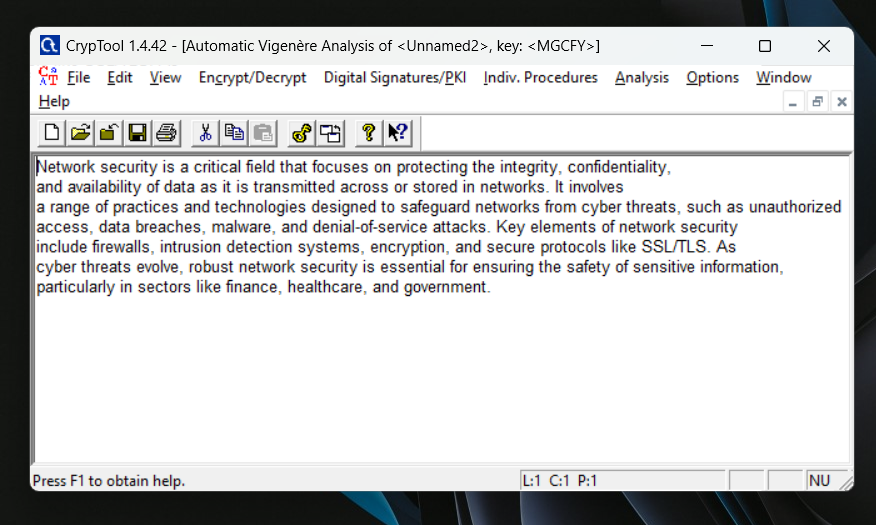 CrypTool 1.4.42 - [Automatic Vigenère Analysis of <Unnamed2>, key: <MGCFY>]
File Edit View Encrypt/Decrypt Digital Signatures/PKI Indiv. Procedures Analysis Options Window
Help
Network security is a critical field that focuses on protecting the integrity, confidentiality,
and availability of data as it is transmitted across or stored in networks. It involves
a range of practices and technologies designed to safeguard networks from cyber threats, such as unauthorized
access, data breaches, malware, and denial-of-service attacks. Key elements of network security
include firewalls, intrusion detection systems, encryption, and secure protocols like SSL/TLS. As
cyber threats evolve, robust network security is essential for ensuring the safety of sensitive information,
particularly in sectors like finance, healthcare, and government.
Press F1 to obtain help. L:1 C:1 P:1 NU